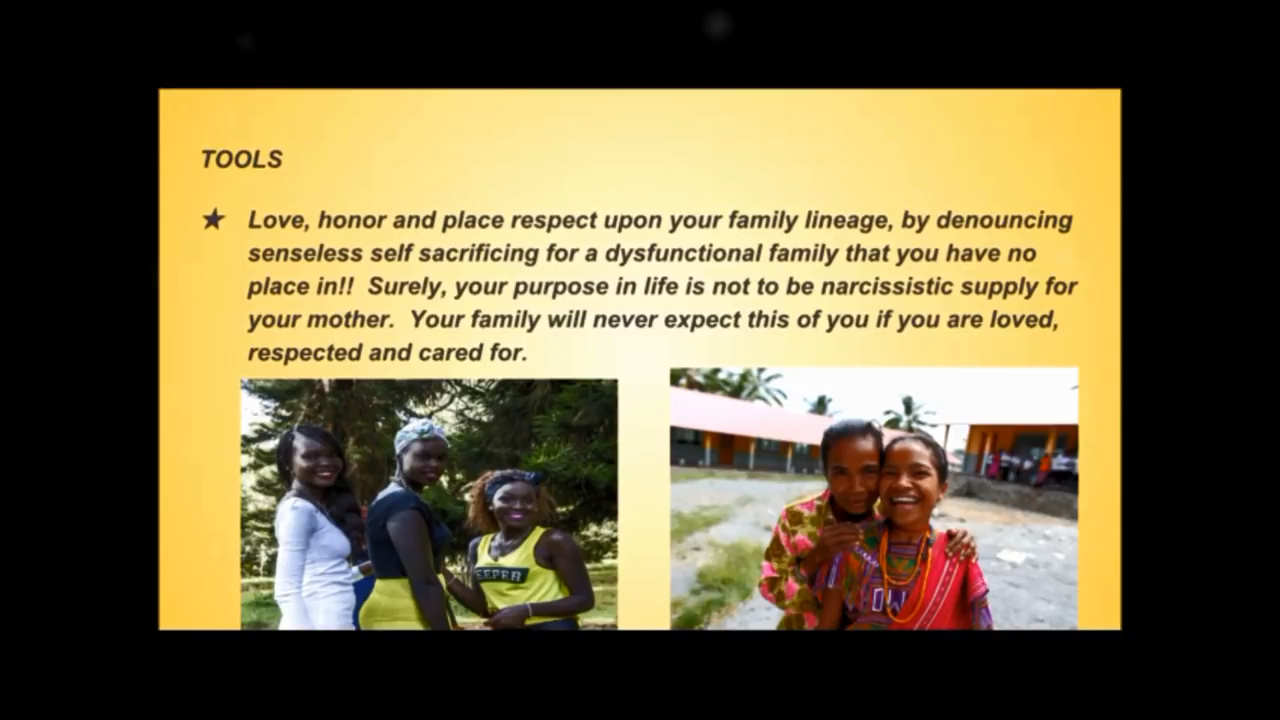 TOOLS
★ Love, honor and place respect upon your family lineage, by denouncing
senseless self sacrificing for a dysfunctional family that you have no
place in!! Surely, your purpose in life is not to be narcissistic supply for
your mother. Your family will never expect this of you if you are loved,
respected and cared for.